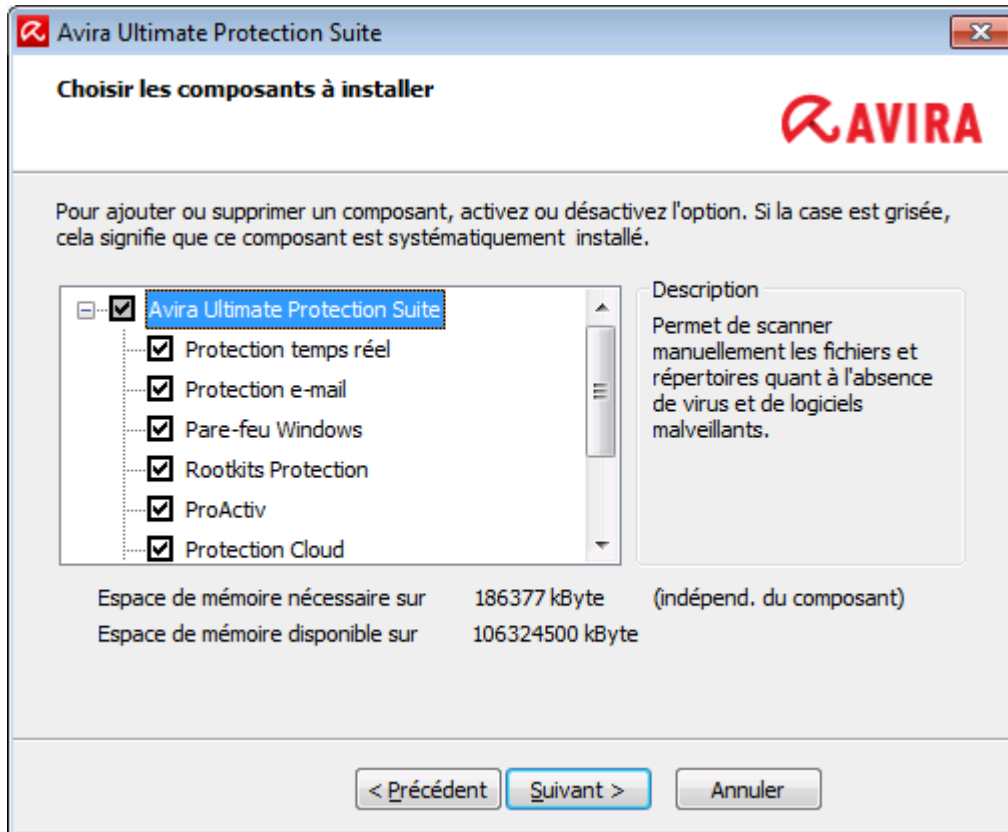 Avira Ultimate Protection Suite
Choisir les composants à installer
AVIRA
Pour ajouter ou supprimer un composant, activez ou désactivez l'option. Si la case est grisée,
cela signifie que ce composant est systématiquement installé.
Avira Ultimate Protection Suite
Protection temps réel
Protection e-mail
Pare-feu Windows
Rootkits Protection
ProActiv
Protection Cloud
Description
Permet de scanner
manuellement les fichiers et
répertoires quant à l'absence
de virus et de logiciels
malveillants.
Espace de mémoire nécessaire sur 186377 kByte (indépend. du composant)
Espace de mémoire disponible sur 106324500 kByte
< Précédent Suivant > Annuler